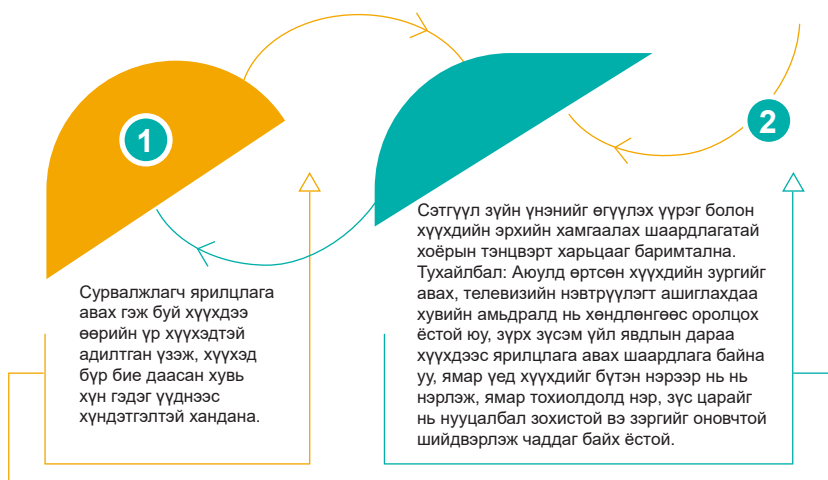 1
Сурвалжлагч ярилцлага
авах гэж буй хүүхдээ
өөрийн үр хүүхэдтэй
адилтган үзэж, хүүхэд
бүр бие даасан хувь
хүн гэдэг үүднээс
хүндэтгэлтэй хандана.
2
Сэтгүүл зүйн үнэнийг өгүүлэх үүрэг болон
хүүхдийн эрхийн хамгаалах шаардлагатай
хоёрын тэнцвэрт харьцааг баримтална.
Тухайлбал: Аюулд өртсөн хүүхдийн зургийг
авах, телевизийн нэвтрүүлэгт ашиглахдаа
хувийн амьдралд нь хөндлөнгөөс оролцох
ёстой юу, зүрх зүсэм үйл явдлын дараа
хүүхдээс ярилцлага авах шаардлага байна
уу, ямар үед хүүхдийг бүтэн нэрээр нь нь
нэрлэж, ямар тохиолдолд нэр, зүс царайг
нь нууцалбал зохистой вэ зэргийг оновчтой
шийдвэрлэж чаддаг байх ёстой.